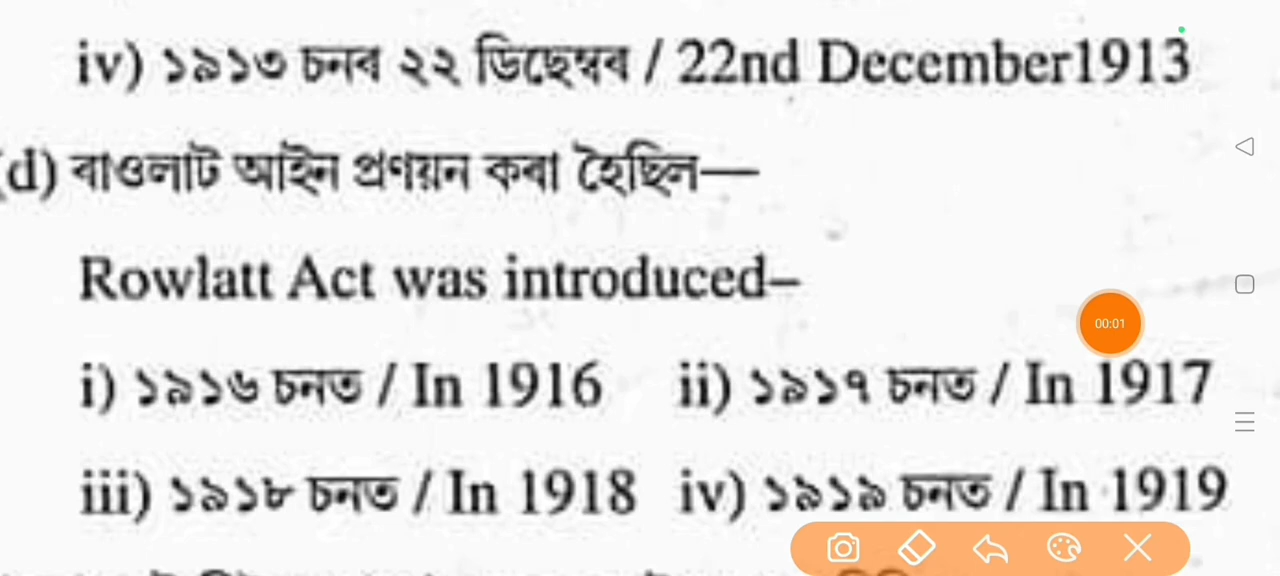 iv) ১৯১৩ চনৰ ২২ ডিছেম্বৰ / 22nd December1913
(d) ৰাওলাট আইন প্ৰণয়ন কৰা হৈছিল—
Rowlatt Act was introduced–
00:01
i) ১৯১৬ চনত / In 1916 ii) ১৯১৭ চনত / In 1917
iii) ১৯১৮ চনত / In 1918 iv) ১৯১৯ চনত / In 1919